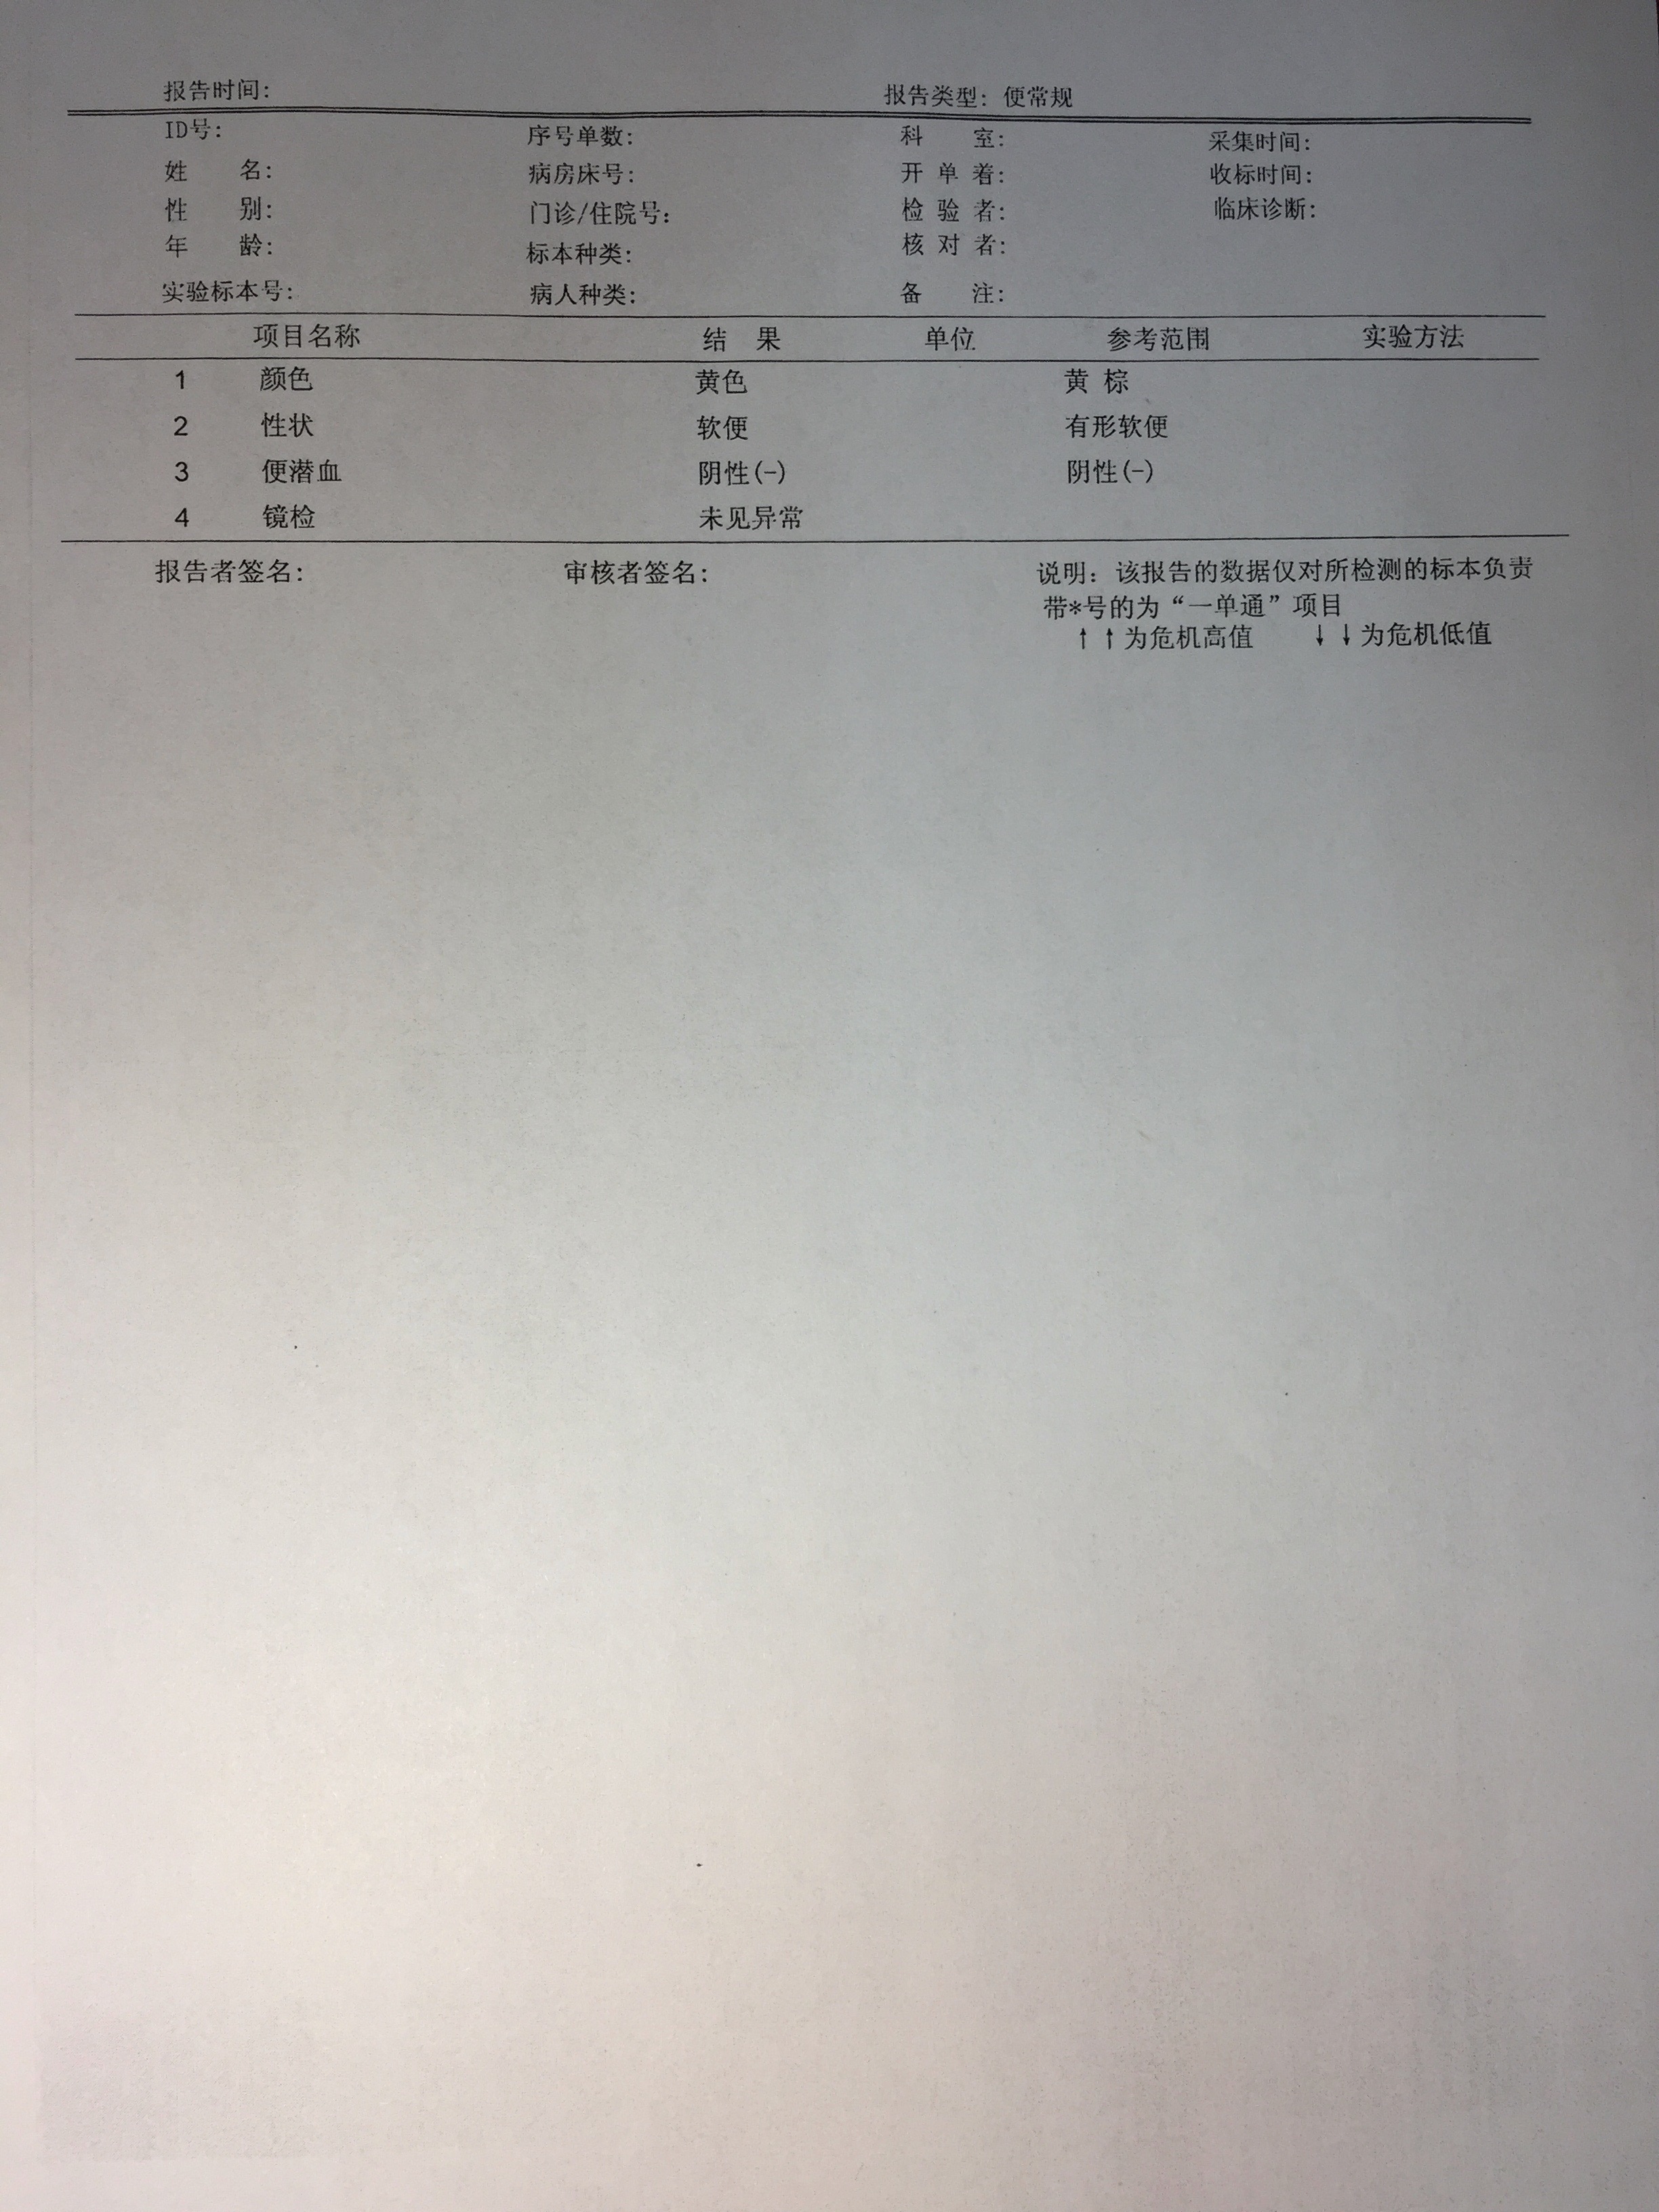 报告时间: 报告类型: 便常规
ID号: 序号单数: 科 室: 采集时间:
姓 名: 病房床号: 开 单 着: 收标时间:
性 别: 门诊/住院号: 检 验 者: 临床诊断:
年 龄: 标本种类: 核 对 者:
实验标本号: 病人种类: 备 注:
项目名称 结 果 单位 参考范围 实验方法
1 颜色 黄色 黄 棕
2 性状 软便 有形软便
3 便潜血 阴性(-) 阴性(-)
4 镜检 未见异常
报告者签名: 审核者签名: 说明: 该报告的数据仅对所检测的标本负责
带*号的为“一单通”项目
↑↑为危机高值 ↓↓为危机低值